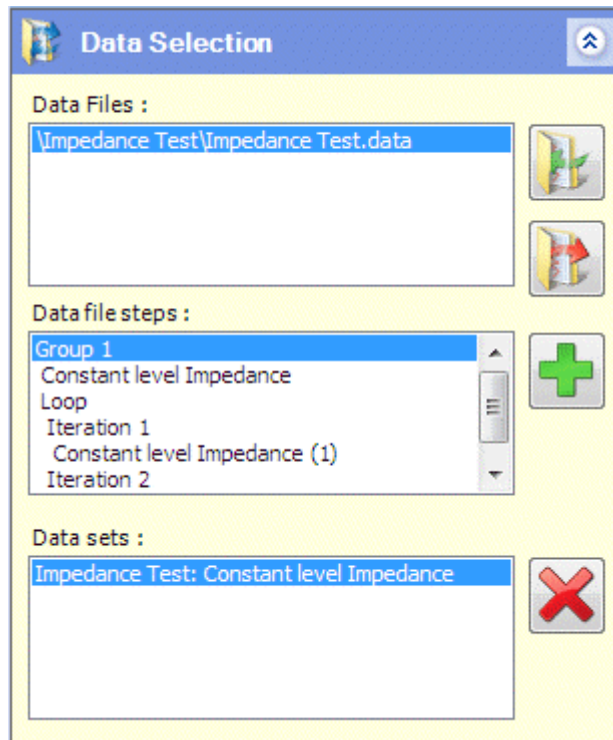 Data Selection
Data Files :
\Impedance Test\Impedance Test.data
Data file steps :
Group 1
Constant level Impedance
Loop
Iteration 1
Constant level Impedance (1)
Iteration 2
Data sets :
Impedance Test: Constant level Impedance